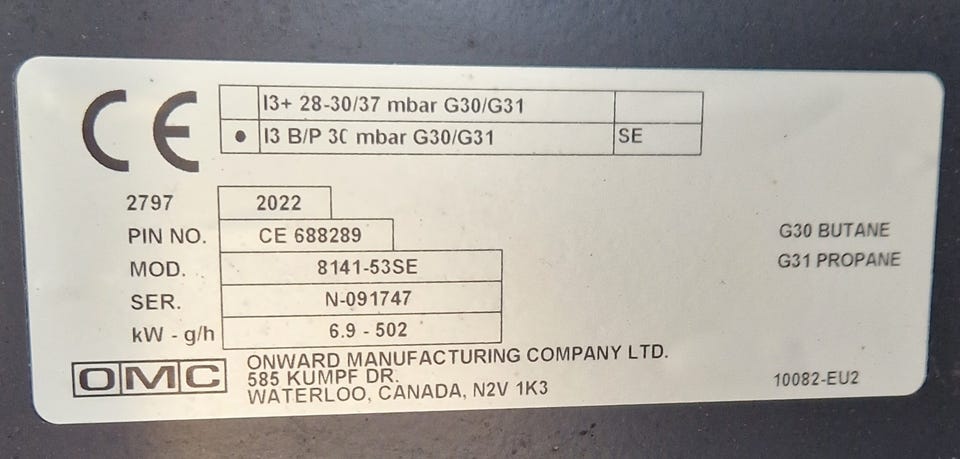 CE
I3+ 28-30/37 mbar G30/G31
• I3 B/P 30 mbar G30/G31 SE
2797 2022
PIN NO. CE 688289
MOD. 8141-53SE
SER. N-091747
kW - g/h 6.9 - 502
G30 BUTANE
G31 PROPANE
OMC
ONWARD MANUFACTURING COMPANY LTD.
585 KUMPF DR.
WATERLOO, CANADA, N2V 1K3
10082-EU2